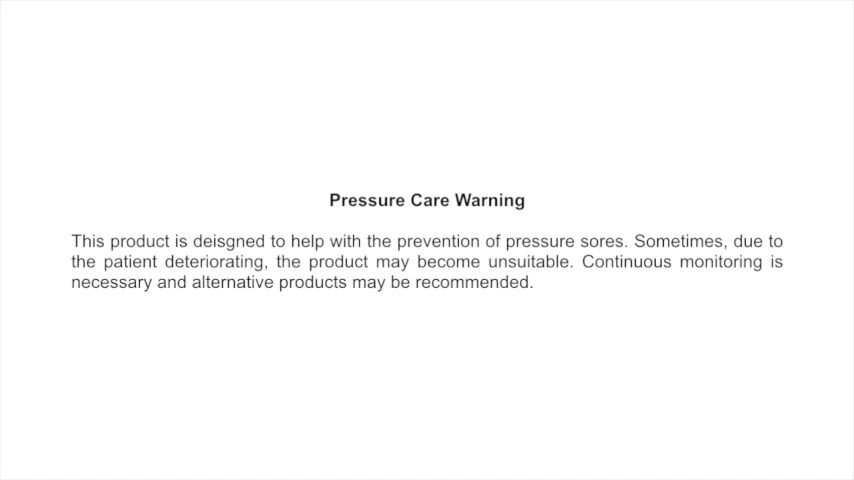 Pressure Care Warning
This product is deisgned to help with the prevention of pressure sores. Sometimes, due to
the patient deteriorating, the product may become unsuitable. Continuous monitoring is
necessary and alternative products may be recommended.